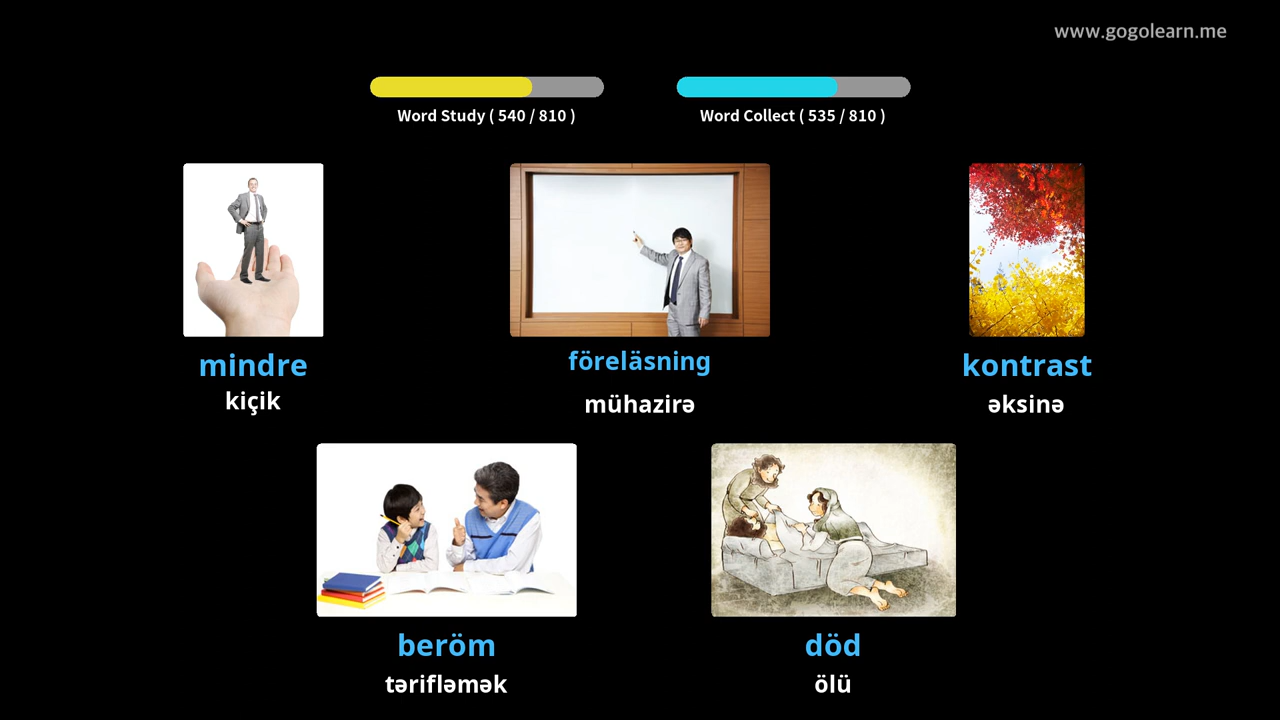 www.gogolearn.me
Word Study ( 540 / 810 )
Word Collect ( 535 / 810 )
mindre
kiçik
föreläsning
mühazirə
kontrast
əksinə
beröm
tərifləmək
död
ölü